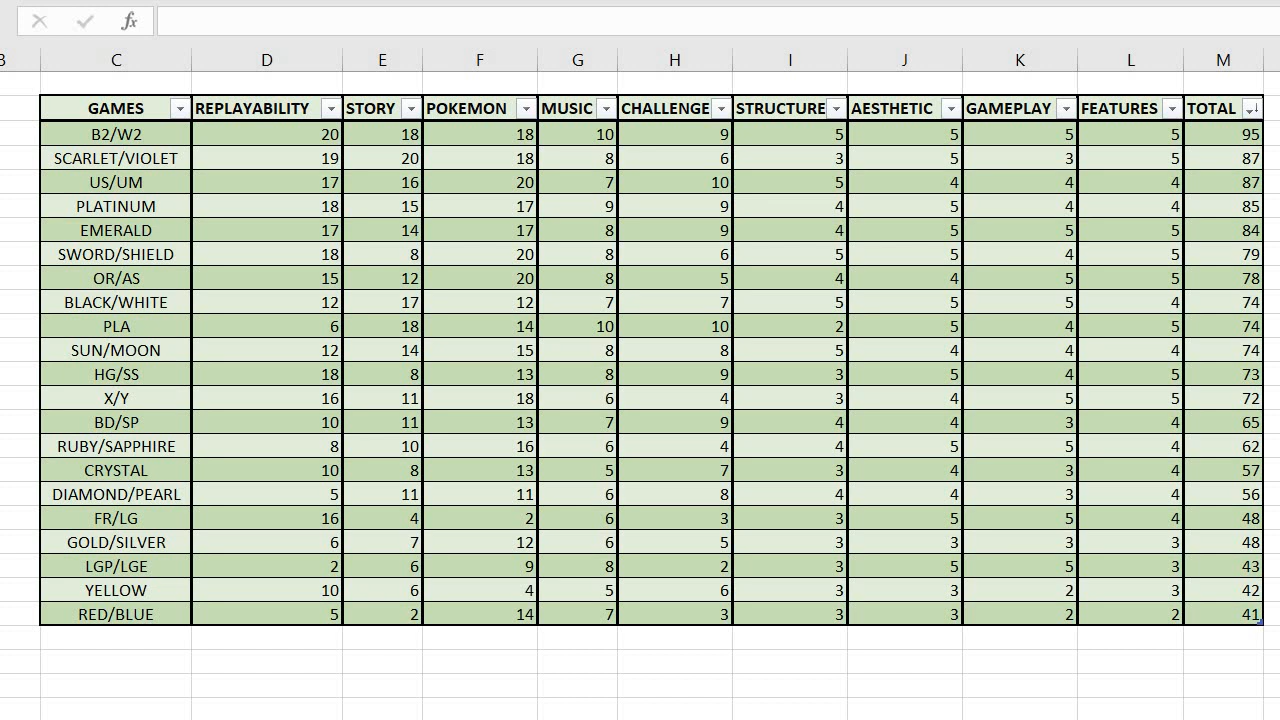 fx
B C D E F G H I J K L M
GAMES REPLAYABILITY STORY POKEMON MUSIC CHALLENGE STRUCTURE AESTHETIC GAMEPLAY FEATURES TOTAL
B2/W2 20 18 18 10 9 5 5 5 5 95
SCARLET/VIOLET 19 20 18 8 6 3 5 3 5 87
US/UM 17 16 20 7 10 5 4 4 4 87
PLATINUM 18 15 17 9 9 4 5 4 4 85
EMERALD 17 14 17 8 9 4 5 5 5 84
SWORD/SHIELD 18 8 20 8 6 5 5 4 5 79
OR/AS 15 12 20 8 5 4 4 5 5 78
BLACK/WHITE 12 17 12 7 7 5 5 5 4 74
PLA 6 18 14 10 10 2 5 4 5 74
SUN/MOON 12 14 15 8 8 5 4 4 4 74
HG/SS 18 8 13 8 9 3 5 4 5 73
X/Y 16 11 18 6 4 3 4 5 5 72
BD/SP 10 11 13 7 9 4 4 3 4 65
RUBY/SAPPHIRE 8 10 16 6 4 4 5 5 4 62
CRYSTAL 10 8 13 5 7 3 4 3 4 57
DIAMOND/PEARL 5 11 11 6 8 4 4 3 4 56
FR/LG 16 4 2 6 3 3 5 5 4 48
GOLD/SILVER 6 7 12 6 5 3 3 3 3 48
LGP/LGE 2 6 9 8 2 3 5 5 3 43
YELLOW 10 6 4 5 6 3 3 2 3 42
RED/BLUE 5 2 14 7 3 3 3 2 2 41